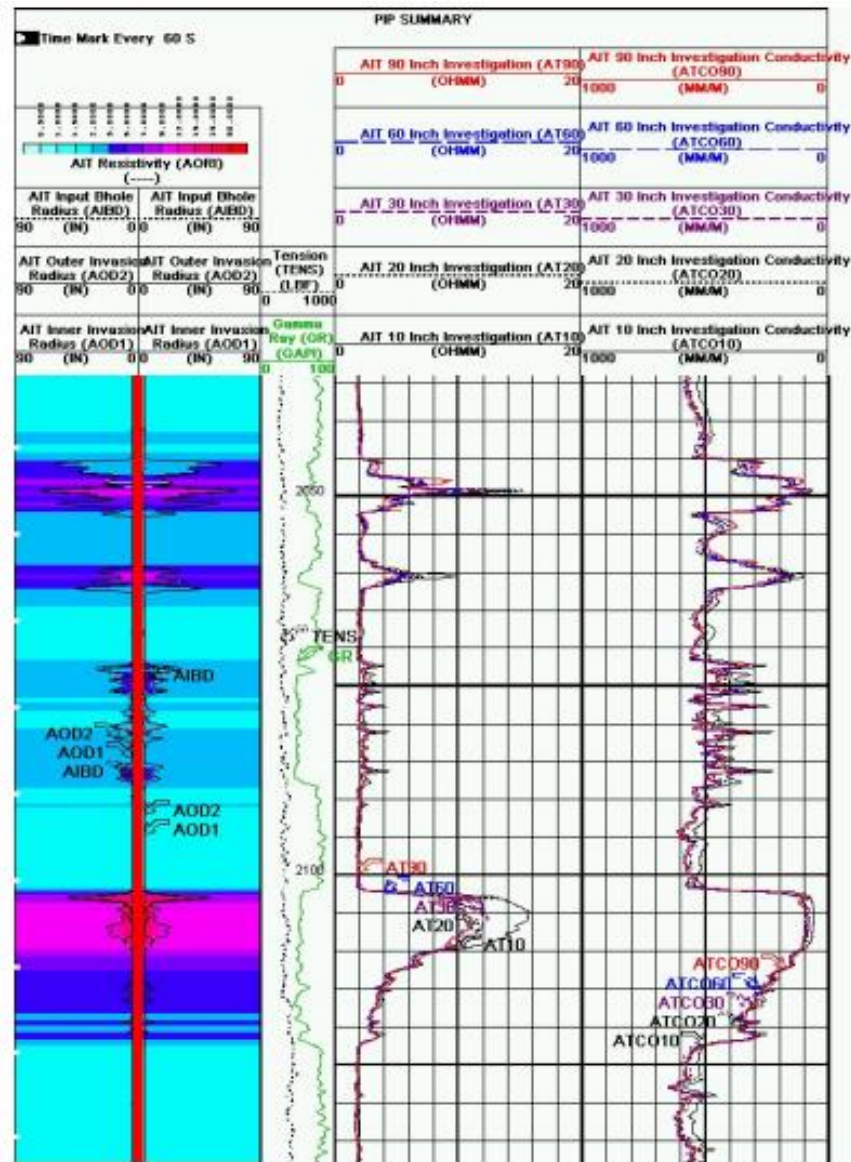 PIP SUMMARY
Time Mark Every 60 S
AIT 90 Inch Investigation (AT90)
0 (OHMM) 20
AIT 90 Inch Investigation Conductivity
(ATCO90)
1000 (MM/M) 0
AIT 60 Inch Investigation (AT60)
0 (OHMM) 20
AIT 60 Inch Investigation Conductivity
(ATCO60)
1000 (MM/M) 0
AIT Resistivity (AORI)
(----)
AIT Input Bhole
Radius (AIBD)
90 (IN) 0
AIT Input Bhole
Radius (AIBD)
0 (IN) 90
AIT 30 Inch Investigation (AT30)
0 (OHMM) 20
AIT 30 Inch Investigation Conductivity
(ATCO30)
1000 (MM/M) 0
AIT Outer Invasion
Radius (AOD2)
90 (IN) 0
AIT Outer Invasion
Radius (AOD2)
0 (IN) 90
Tension
(TENS)
(LBF)
0 1000
AIT 20 Inch Investigation (AT20)
0 (OHMM) 20
AIT 20 Inch Investigation Conductivity
(ATCO20)
1000 (MM/M) 0
AIT Inner Invasion
Radius (AOD1)
90 (IN) 0
AIT Inner Invasion
Radius (AOD1)
0 (IN) 90
Gamma
Ray (GR)
(GAPI)
0 100
AIT 10 Inch Investigation (AT10)
0 (OHMM) 20
AIT 10 Inch Investigation Conductivity
(ATCO10)
1000 (MM/M) 0
2050
TENS
GR
AIBD
AOD2
AOD1
AIBD
AOD2
AOD1
2100
AT90
AT60
AT30
AT20
AT10
ATCO90
ATCO60
ATCO30
ATCO20
ATCO10